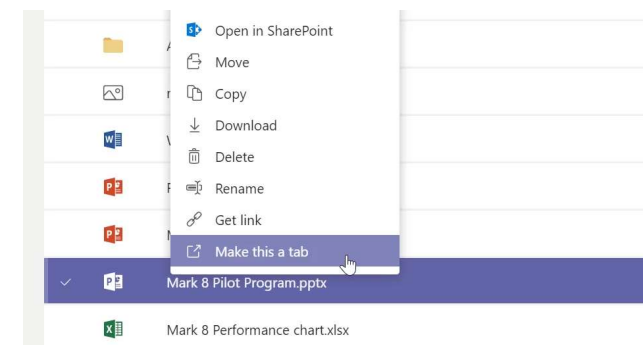 Open in SharePoint
Move
Copy
Download
Delete
Rename
Get link
Make this a tab
Mark 8 Pilot Program.pptx
Mark 8 Performance chart.xlsx